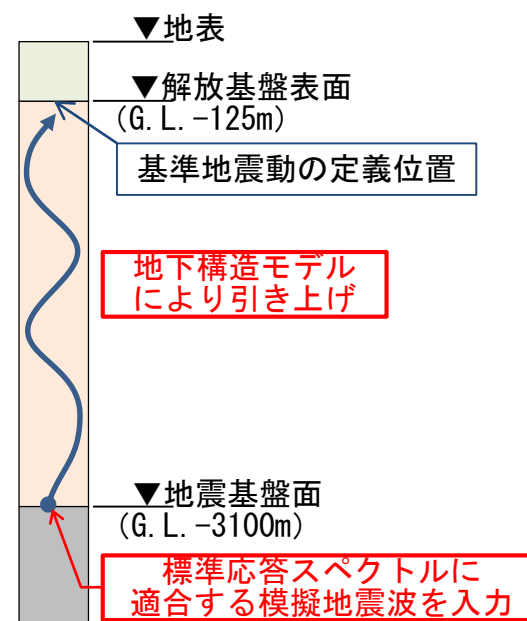 ▼地表
▼解放基盤表面
(G.L.-125m)
基準地震動の定義位置
地下構造モデル
により引き上げ
▼地震基盤面
(G.L.-3100m)
標準応答スペクトルに
適合する模擬地震波を入力